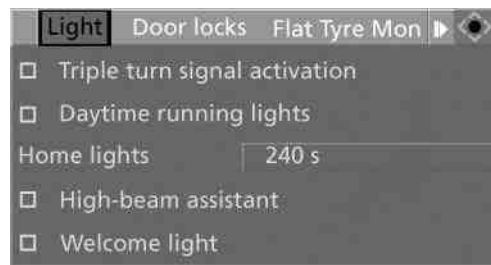 Light Door locks Flat Tyre Mon
Triple turn signal activation
Daytime running lights
Home lights 240 s
High-beam assistant
Welcome light